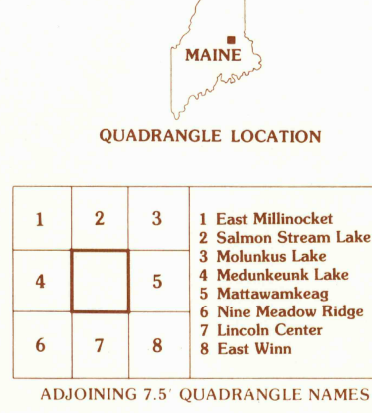 MAINE
QUADRANGLE LOCATION
1 2 3
4 5
6 7 8
1 East Millinocket
2 Salmon Stream Lake
3 Molunkus Lake
4 Medunkeunk Lake
5 Mattawamkeag
6 Nine Meadow Ridge
7 Lincoln Center
8 East Winn
ADJOINING 7.5′ QUADRANGLE NAMES